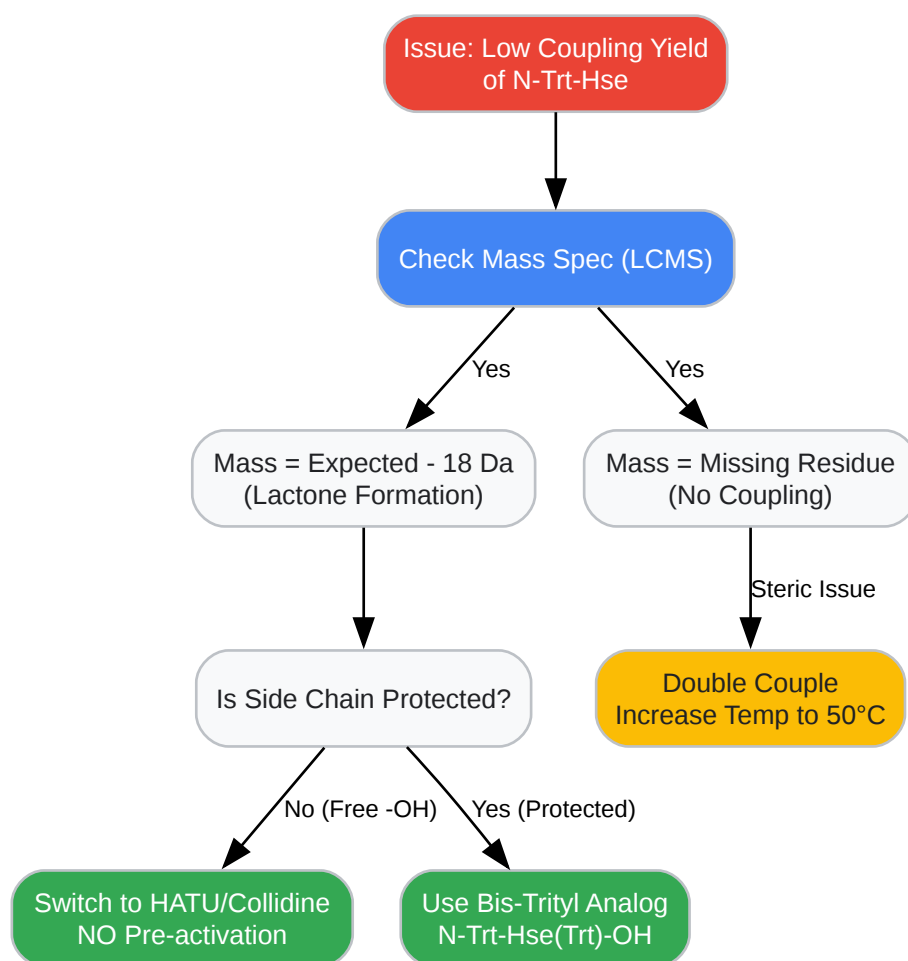 Issue: Low Coupling Yield
of N-Trt-Hse
Check Mass Spec (LCMS)
Yes
Yes
Mass = Expected - 18 Da
(Lactone Formation)
Mass = Missing Residue
(No Coupling)
Steric Issue
Is Side Chain Protected?
Double Couple
Increase Temp to 50°C
No (Free -OH)
Yes (Protected)
Switch to HATU/Collidine
NO Pre-activation
Use Bis-Trityl Analog
N-Trt-Hse(Trt)-OH